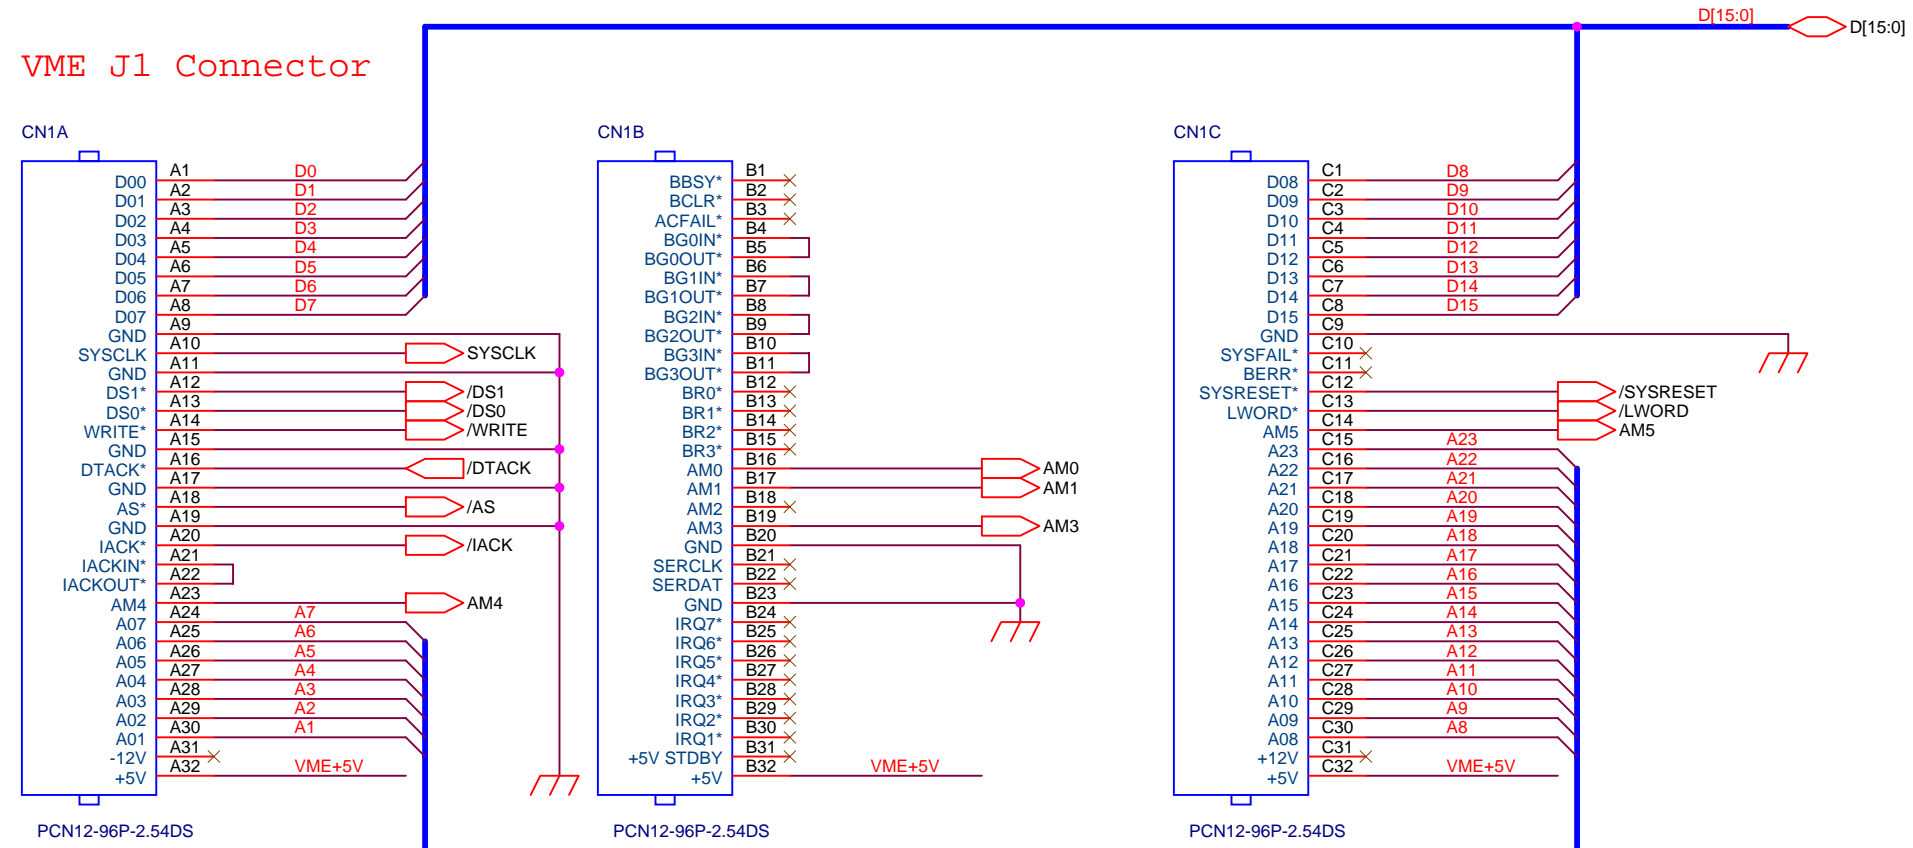 D[15:0]
D[15:0]
VME J1 Connector
CN1A
D00 A1 D0
D01 A2 D1
D02 A3 D2
D03 A4 D3
D04 A5 D4
D05 A6 D5
D06 A7 D6
D07 A8 D7
GND A9
SYSCLK A10 SYSCLK
GND A11
DS1* A12 /DS1
DS0* A13 /DS0
WRITE* A14 /WRITE
GND A15
DTACK* A16 /DTACK
GND A17
AS* A18 /AS
GND A19
IACK* A20 /IACK
IACKIN* A21
IACKOUT* A22
AM4 A23 AM4
A07 A24 A7
A06 A25 A6
A05 A26 A5
A04 A27 A4
A03 A28 A3
A02 A29 A2
A01 A30 A1
-12V A31
+5V A32 VME+5V
PCN12-96P-2.54DS
CN1B
BBSY* B1
BCLR* B2
ACFAIL* B3
BG0IN* B4
BG0OUT* B5
BG1IN* B6
BG1OUT* B7
BG2IN* B8
BG2OUT* B9
BG3IN* B10
BG3OUT* B11
BR0* B12
BR1* B13
BR2* B14
BR3* B15
AM0 B16 AM0
AM1 B17 AM1
AM2 B18
AM3 B19 AM3
GND B20
SERCLK B21
SERDAT B22
GND B23
IRQ7* B24
IRQ6* B25
IRQ5* B26
IRQ4* B27
IRQ3* B28
IRQ2* B29
IRQ1* B30
+5V STDBY B31
+5V B32 VME+5V
PCN12-96P-2.54DS
CN1C
D08 C1 D8
D09 C2 D9
D10 C3 D10
D11 C4 D11
D12 C5 D12
D13 C6 D13
D14 C7 D14
D15 C8 D15
GND C9
SYSFAIL* C10
BERR* C11
SYSRESET* C12 /SYSRESET
LWORD* C13 /LWORD
AM5 C14 AM5
A23 C15 A23
A22 C16 A22
A21 C17 A21
A20 C18 A20
A19 C19 A19
A18 C20 A18
A17 C21 A17
A16 C22 A16
A15 C23 A15
A14 C24 A14
A13 C25 A13
A12 C26 A12
A11 C27 A11
A10 C28 A10
A09 C29 A9
A08 C30 A8
+12V C31
+5V C32 VME+5V
PCN12-96P-2.54DS